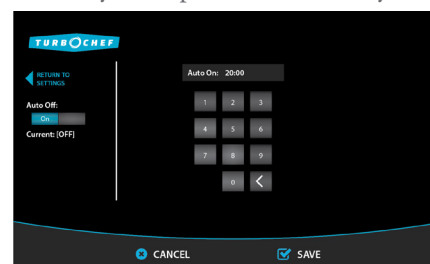 TURBOCHEF
RETURN TO
SETTINGS
Auto Off:
On
Current: [OFF]
Auto On: 20:00
1 2 3
4 5 6
7 8 9
0
CANCEL
SAVE